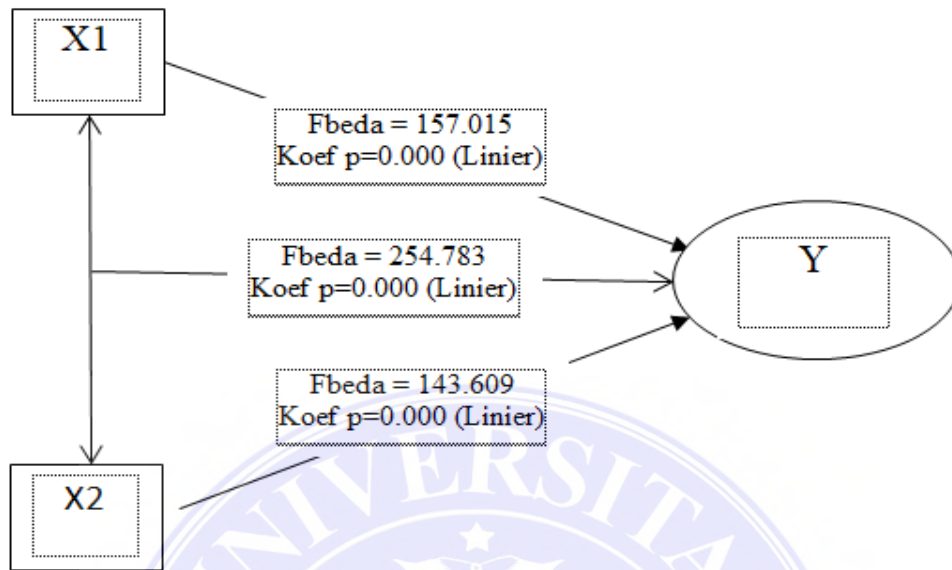 X1
Fbeda = 157.015
Koef p=0.000 (Linier)
Fbeda = 254.783
Koef p=0.000 (Linier)
Y
Fbeda = 143.609
Koef p=0.000 (Linier)
X2
UNIVERSITA